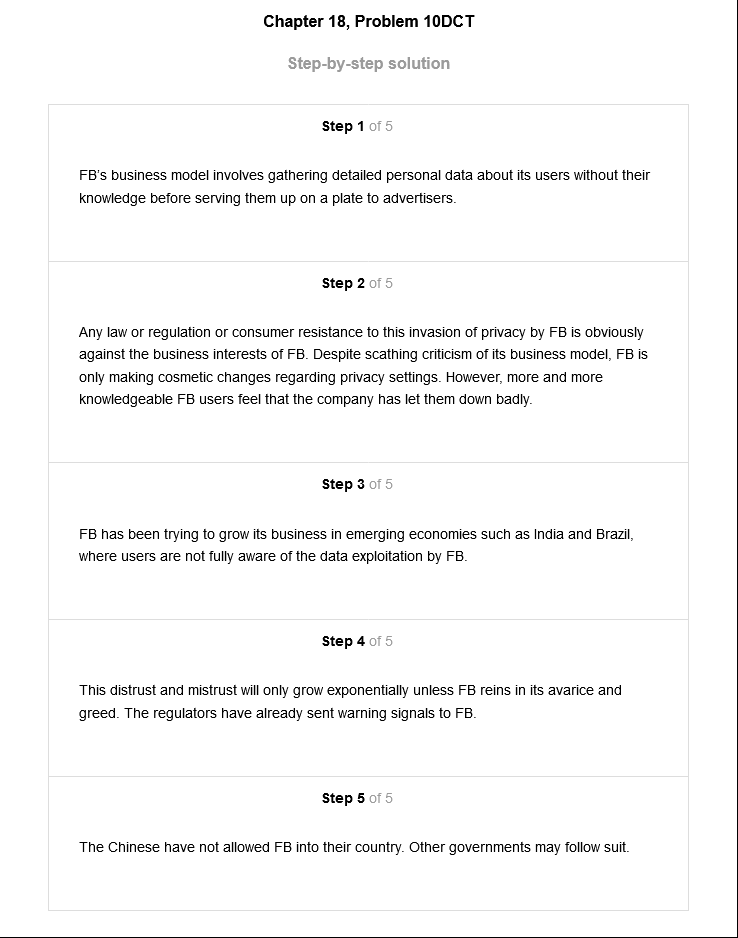 Chapter 18, Problem 10DCT
Step-by-step solution
Step 1 of 5
FB's business model involves gathering detailed personal data about its users without their
knowledge before serving them up on a plate to advertisers.
Step 2 of 5
Any law or regulation or consumer resistance to this invasion of privacy by FB is obviously
against the business interests of FB. Despite scathing criticism of its business model, FB is
only making cosmetic changes regarding privacy settings. However, more and more
knowledgeable FB users feel that the company has let them down badly.
Step 3 of 5
FB has been trying to grow its business in emerging economies such as India and Brazil,
where users are not fully aware of the data exploitation by FB.
Step 4 of 5
This distrust and mistrust will only grow exponentially unless FB reins in its avarice and
greed. The regulators have already sent warning signals to FB.
Step 5 of 5
The Chinese have not allowed FB into their country. Other governments may follow suit.